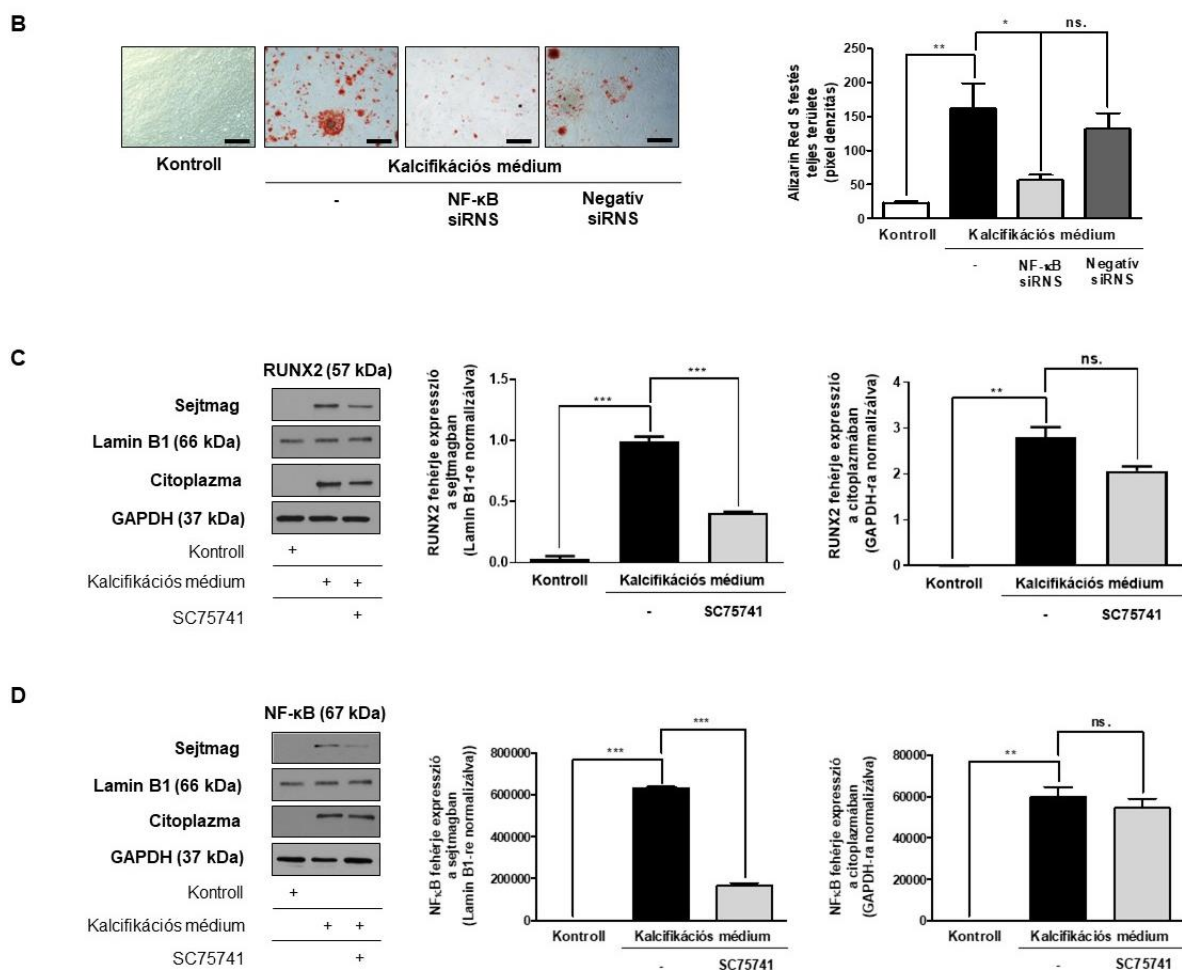 B
Kontroll
Kalcifikációs médium
-
NF-κB
siRNS
Negatív
siRNS
Alizarin Red S festés
teljes területe
(pixel denzitás)
250
200
150
100
50
0
**
*
ns.
Kontroll
Kalcifikációs médium
-
NF-κB
siRNS
Negatív
siRNS
C
RUNX2 (57 kDa)
Sejtmag
Lamin B1 (66 kDa)
Citoplazma
GAPDH (37 kDa)
Kontroll +
Kalcifikációs médium + +
SC75741 +
RUNX2 fehérje expresszió
a sejtmagban
(Lamin B1-re normalizálva)
1.5
1.0
0.5
0.0
***
***
Kontroll
Kalcifikációs médium
-
SC75741
RUNX2 fehérje expresszió
a citoplazmában
(GAPDH-ra normalizálva)
4
3
2
1
0
**
ns.
Kontroll
Kalcifikációs médium
-
SC75741
D
NF-κB (67 kDa)
Sejtmag
Lamin B1 (66 kDa)
Citoplazma
GAPDH (37 kDa)
Kontroll +
Kalcifikációs médium + +
SC75741 +
NFκB fehérje expresszió
a sejtmagban
(Lamin B1-re normalizálva))
800000
600000
400000
200000
0
***
***
Kontroll
Kalcifikációs médium
-
SC75741
NFκB fehérje expresszió
a citoplazmában
(GAPDH-ra normalizálva)
80000
60000
40000
20000
0
**
ns.
Kontroll
Kalcifikációs médium
-
SC75741